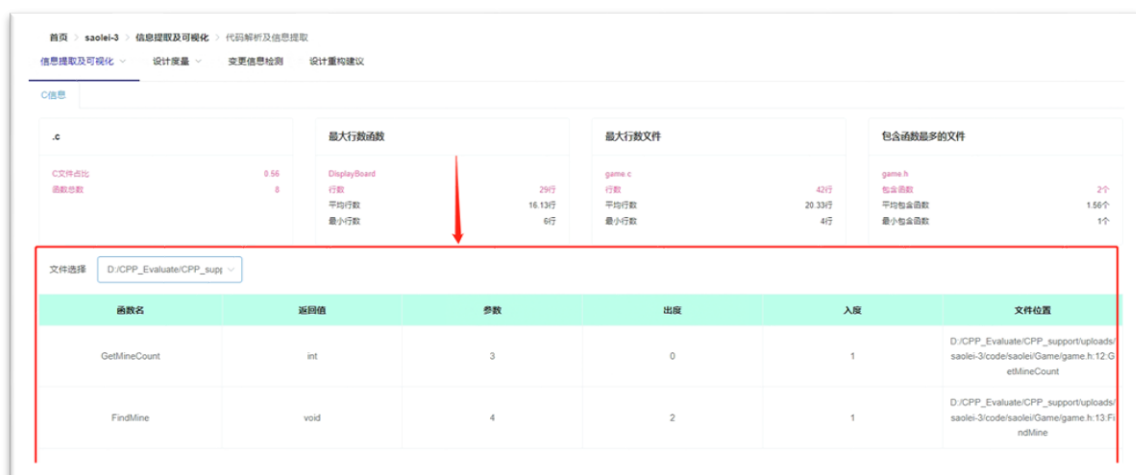 首页 > saolei-3 > 信息提取及可视化 > 代码解析及信息提取
信息提取及可视化 设计度量 变更信息检测 设计重构建议
C信息
.c 最大行数函数 最大行数文件 包含函数最多的文件
C文件占比 0.56 DisplayBoard game.c game.h
函数总数 8 行数 29行 行数 42行 包含函数 2个
平均行数 16.13行 平均行数 20.33行 平均包含函数 1.56个
最小行数 6行 最小行数 4行 最小包含函数 1个
文件选择 D:/CPP_Evaluate/CPP_supp
函数名 返回值 参数 出度 入度 文件位置
GetMineCount int 3 0 1 D:/CPP_Evaluate/CPP_support/uploads/
saolei-3/code/saolei/Game/game.h:12:G
etMineCount
FindMine void 4 2 1 D:/CPP_Evaluate/CPP_support/uploads/
saolei-3/code/saolei/Game/game.h:13:Fi
ndMine